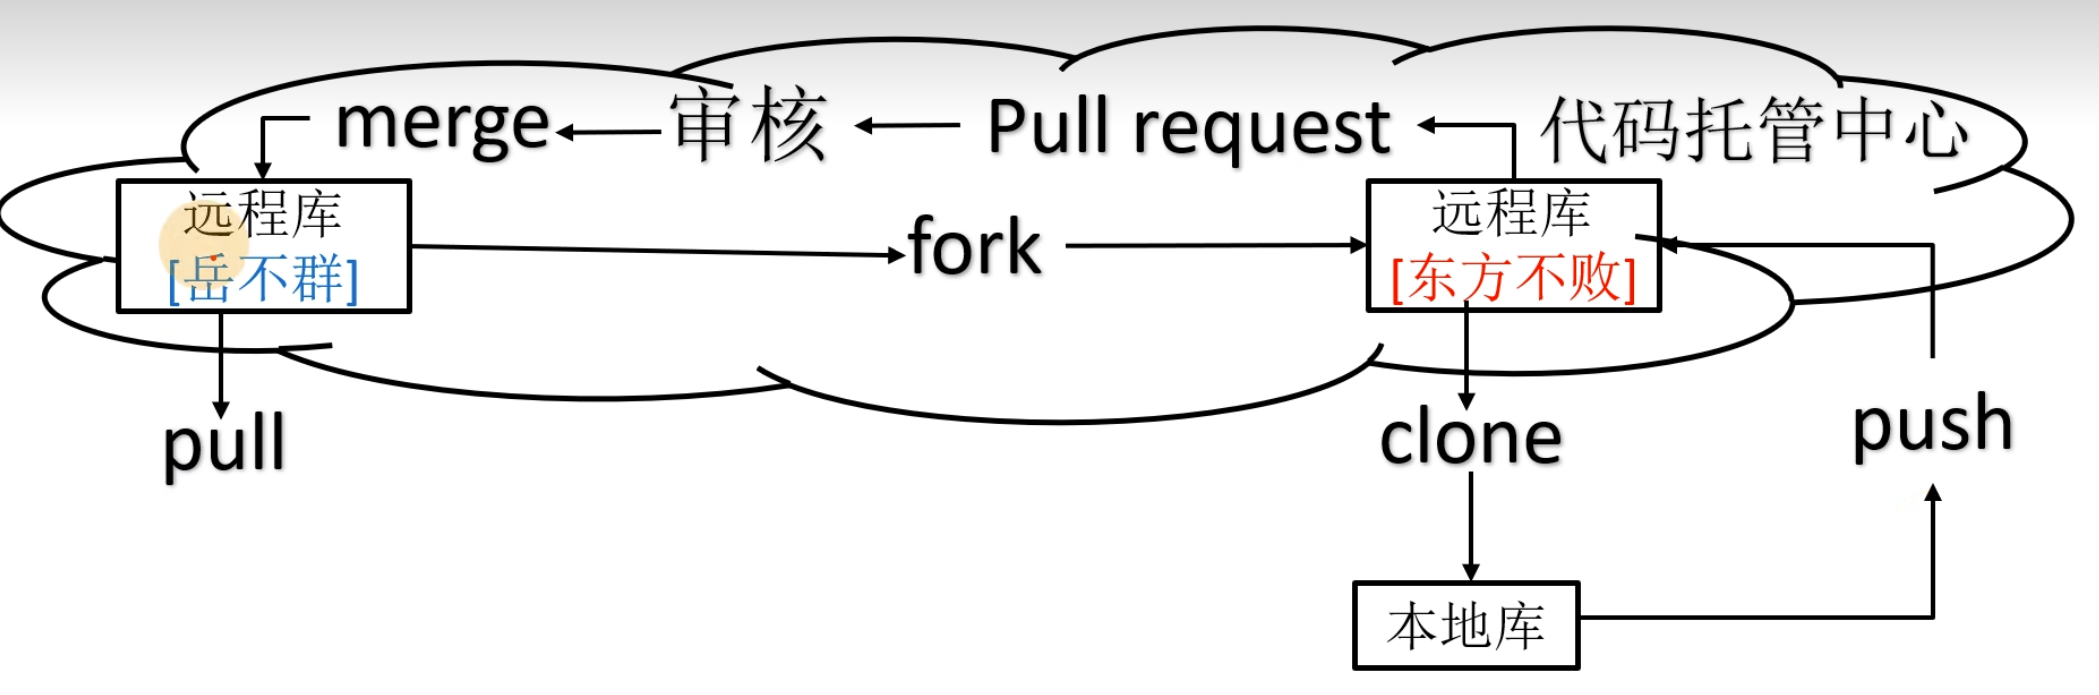 merge
审核
Pull request
代码托管中心
远程库
[岳不群]
fork
远程库
[东方不败]
pull
clone
push
本地库